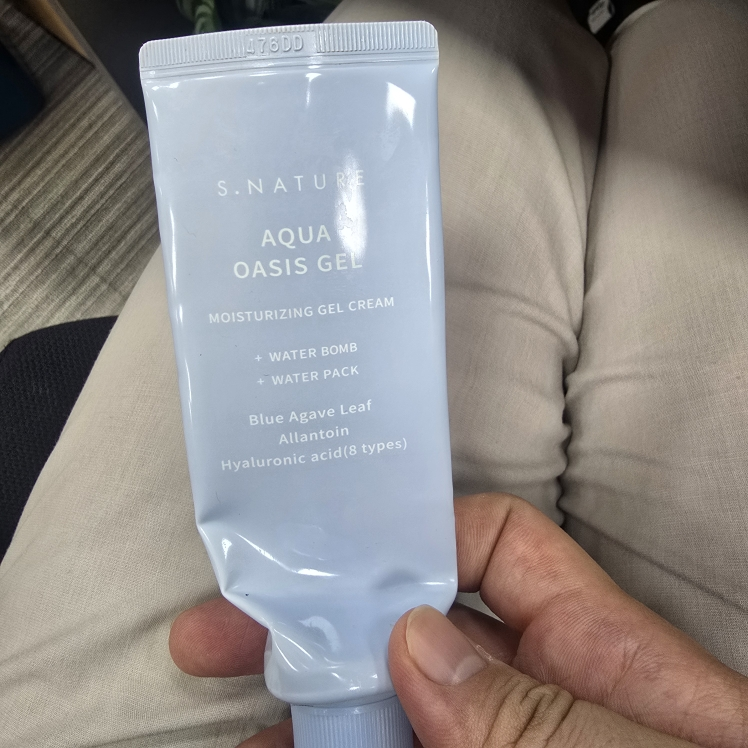 476DD
S.NATURE
AQUA
OASIS GEL
MOISTURIZING GEL CREAM
+ WATER BOMB
+ WATER PACK
Blue Agave Leaf
Allantoin
Hyaluronic acid(8 types)